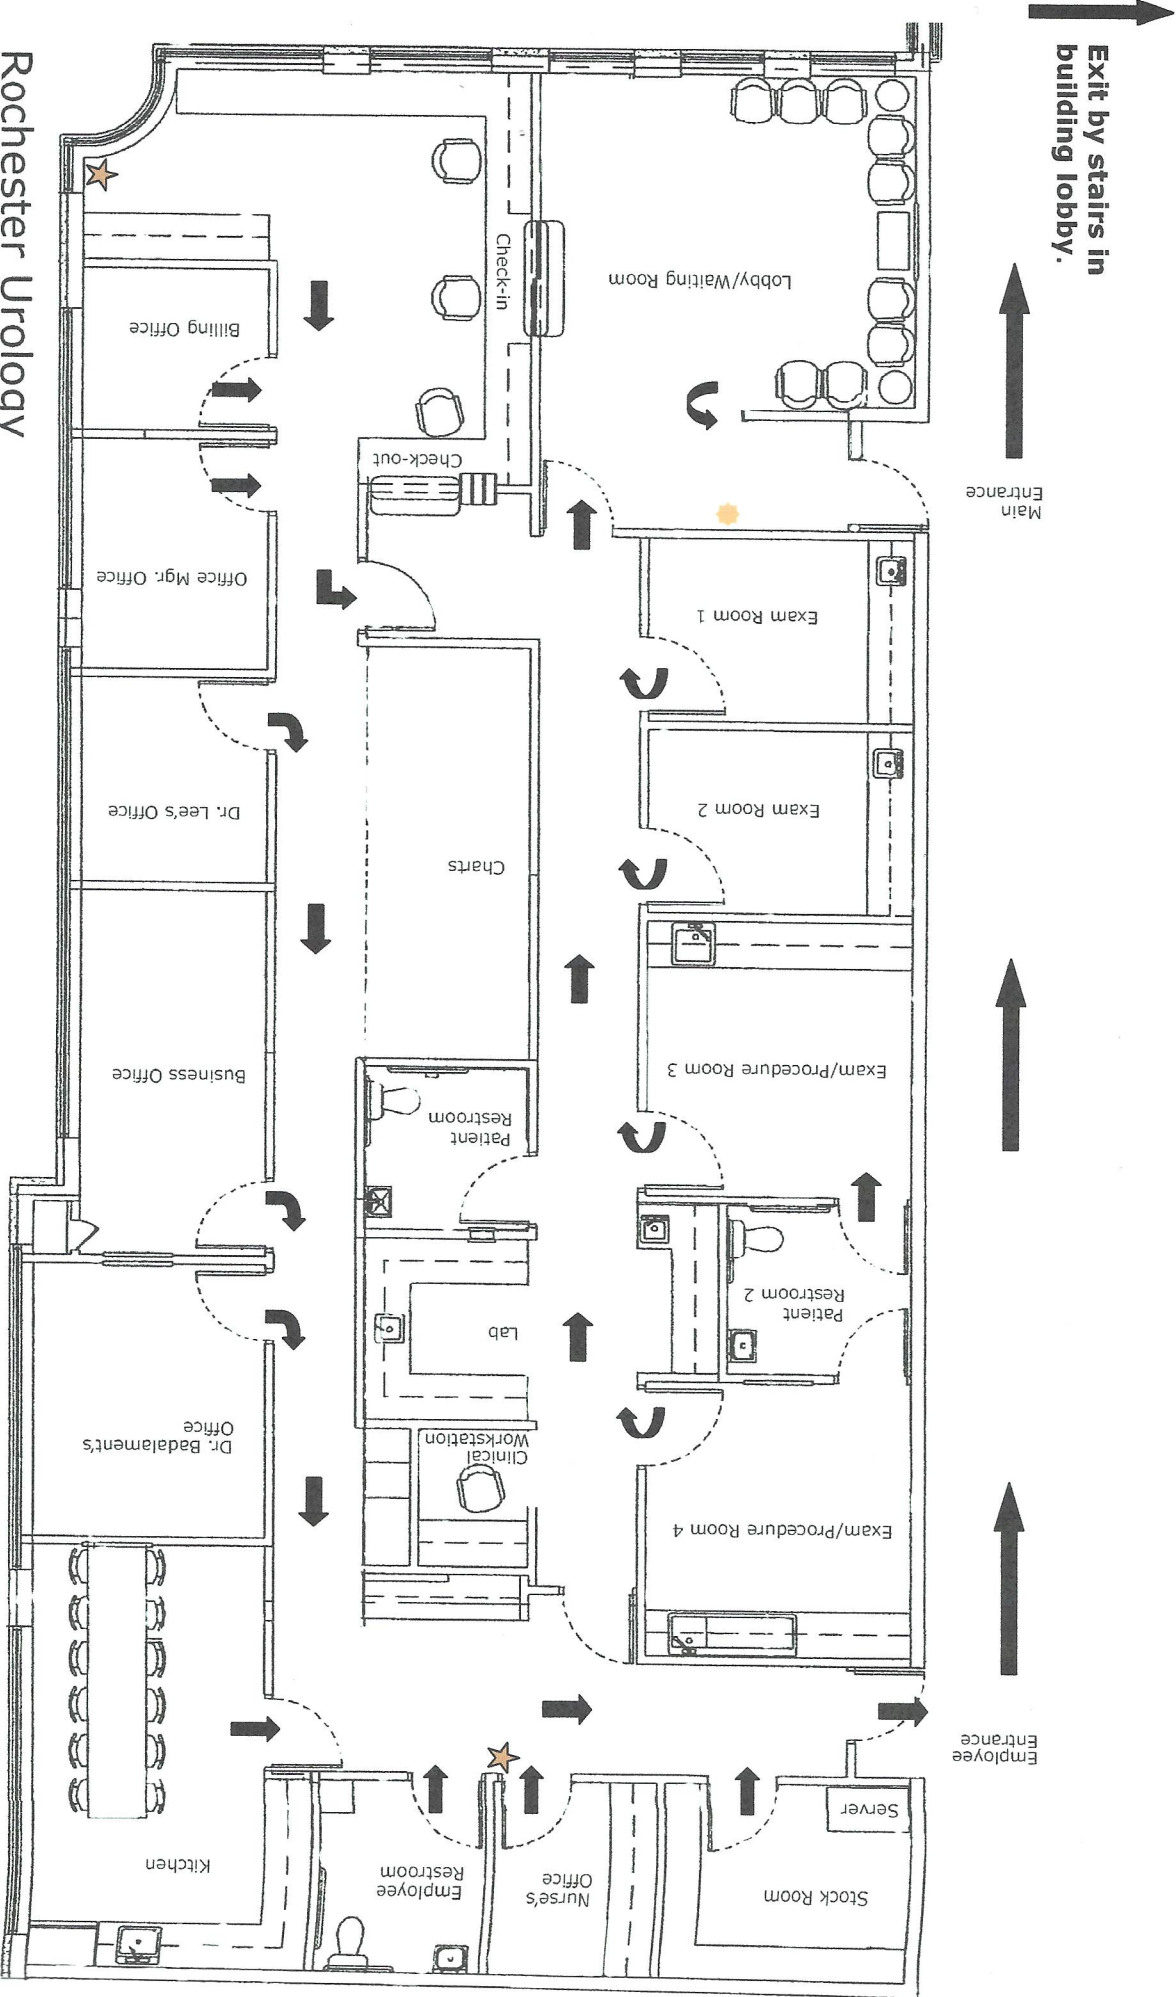 Exit by stairs in
building lobby.
Rochester Urology
Check-in
Lobby/Waiting Room
Billing Office
Check-out
Main
Entrance
Office Mgr. Office
Exam Room 1
Dr. Lee's Office
Charts
Exam Room 2
Business Office
Patient
Restroom
Exam/Procedure Room 3
Lab
Patient
Restroom 2
Dr. Badalament's
Office
Clinical
Workstation
Exam/Procedure Room 4
Employee
Entrance
Kitchen
Employee
Restroom
Nurse's
Office
Stock Room
Server